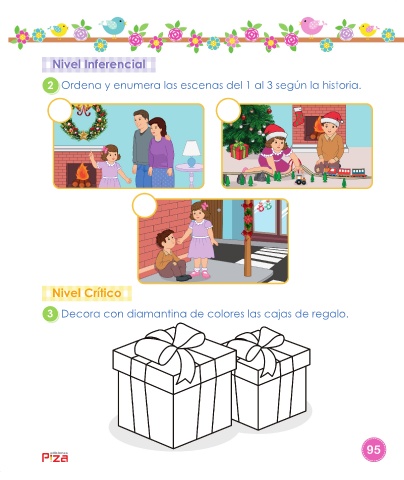 Nivel Inferencial
2 Ordena y enumera las escenas del 1 al 3 según la historia.
Nivel Crítico
3 Decora con diamantina de colores las cajas de regalo.
95